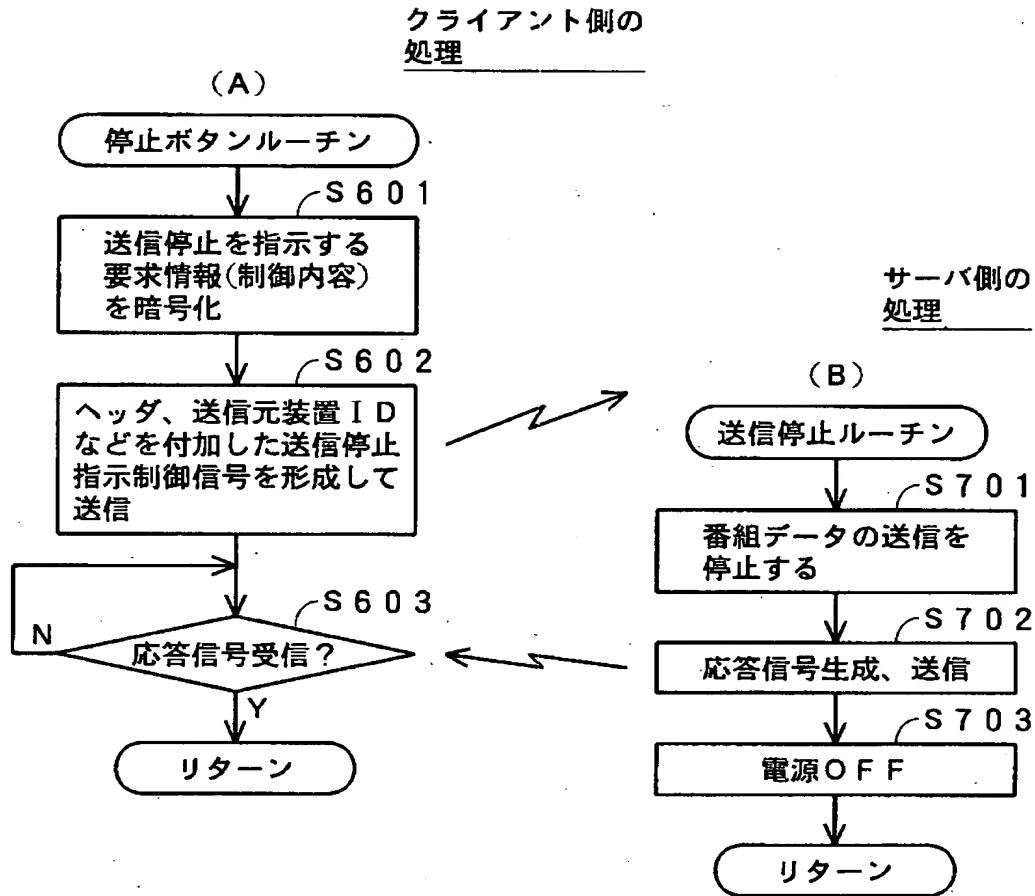 クライアント側の
処理
(A)
停止ボタンルーチン
S601
送信停止を指示する
要求情報(制御内容)
を暗号化
S602
ヘッダ、送信元装置ID
などを付加した送信停止
指示制御信号を形成して
送信
S603
N
応答信号受信?
Y
リターン
サーバ側の
処理
(B)
送信停止ルーチン
S701
番組データの送信を
停止する
S702
応答信号生成、送信
S703
電源OFF
リターン